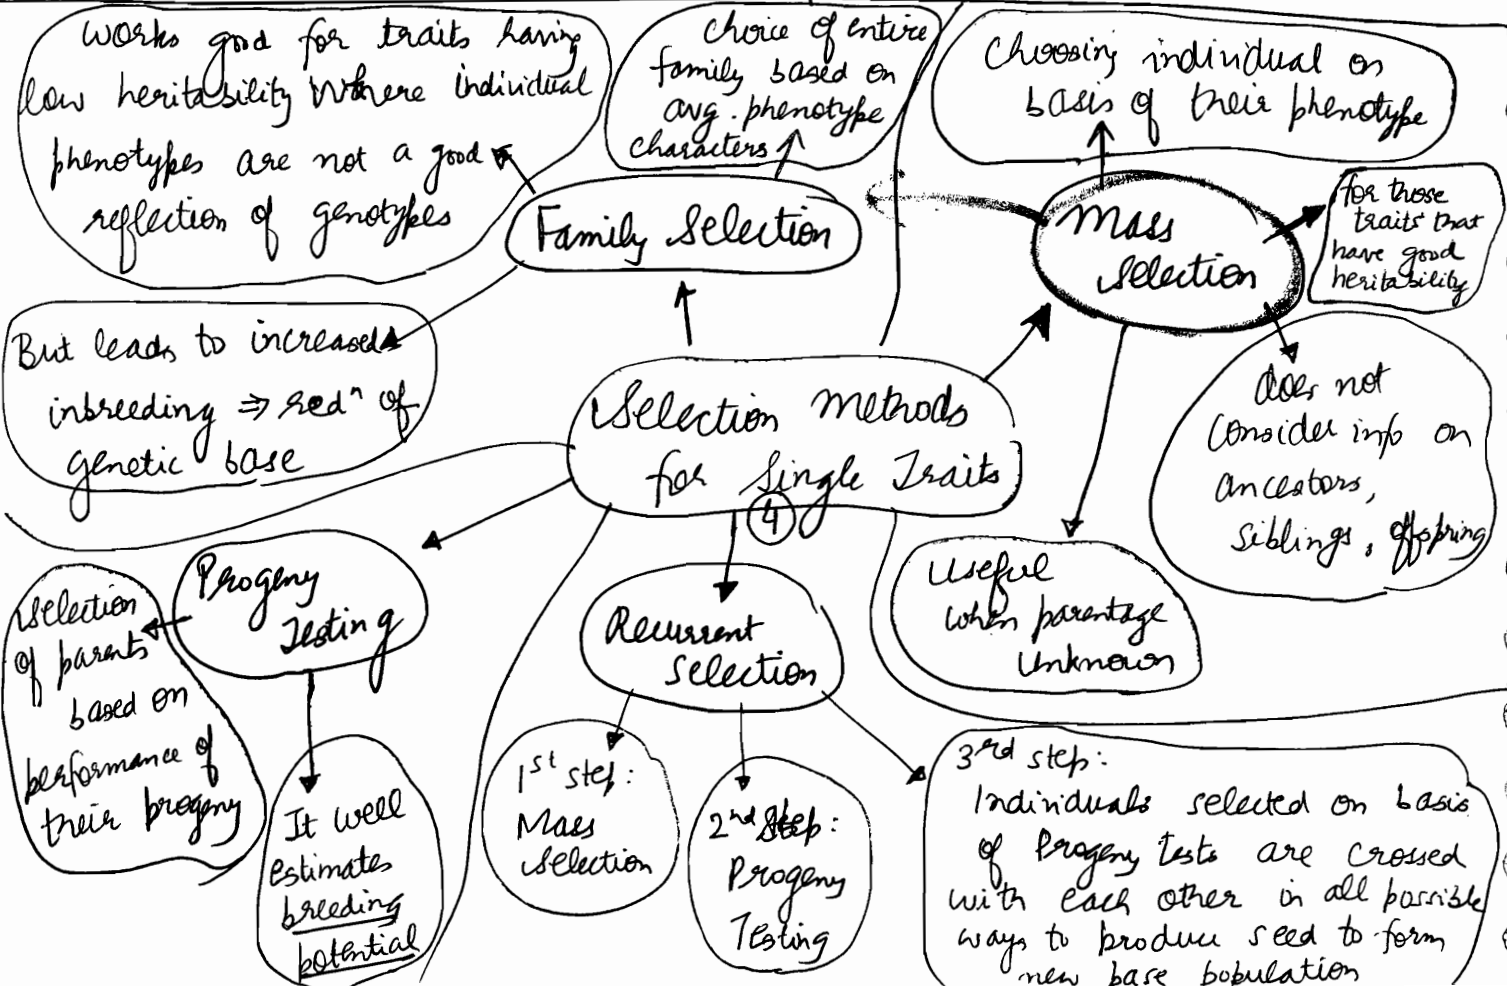 works good for traits having
low heritability where individual
phenotypes are not a good
reflection of genotypes
choice of entire
family based on
avg. phenotype
characters
Choosing individual on
basis of their phenotype
Family Selection
Mass
Selection
for those
traits that
have good
heritability
But leads to increased
inbreeding ⇒ redⁿ of
genetic base
Selection methods
for Single Traits
4
does not
consider info on
ancestors,
siblings, offspring
Useful
when parentage
unknown
Progeny
Testing
Selection
of parents
based on
performance of
their progeny
It well
estimates
breeding
potential
Recurrent
Selection
1st step:
Mass
Selection
2nd step:
Progeny
Testing
3rd step:
Individuals selected on basis
of Progeny tests are crossed
with each other in all possible
ways to produce seed to form
new base population